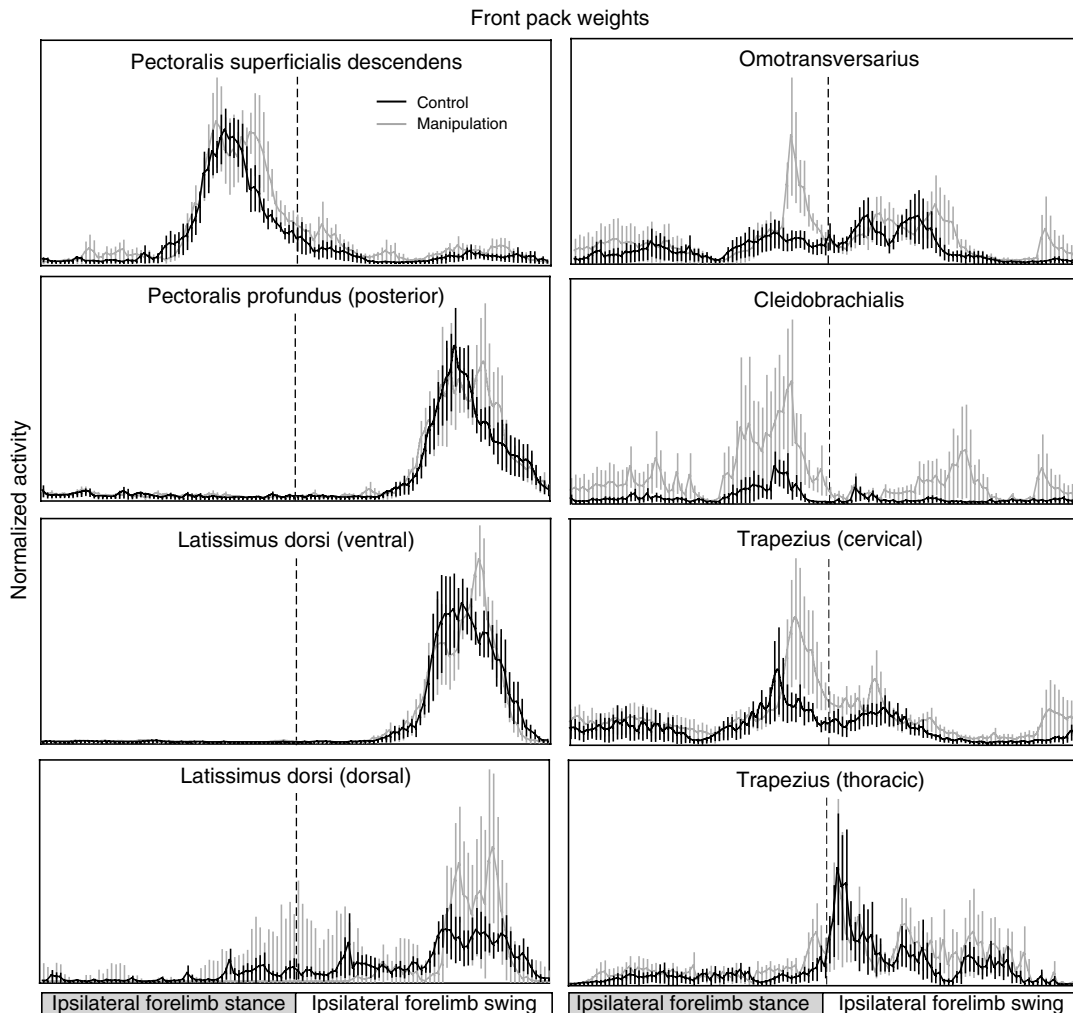 Front pack weights
Pectoralis superficialis descendens
Control
Manipulation
Omotransversarius
Pectoralis profundus (posterior)
Cleidobrachialis
Normalized activity
Latissimus dorsi (ventral)
Trapezius (cervical)
Latissimus dorsi (dorsal)
Trapezius (thoracic)
Ipsilateral forelimb stance
Ipsilateral forelimb swing
Ipsilateral forelimb stance
Ipsilateral forelimb swing